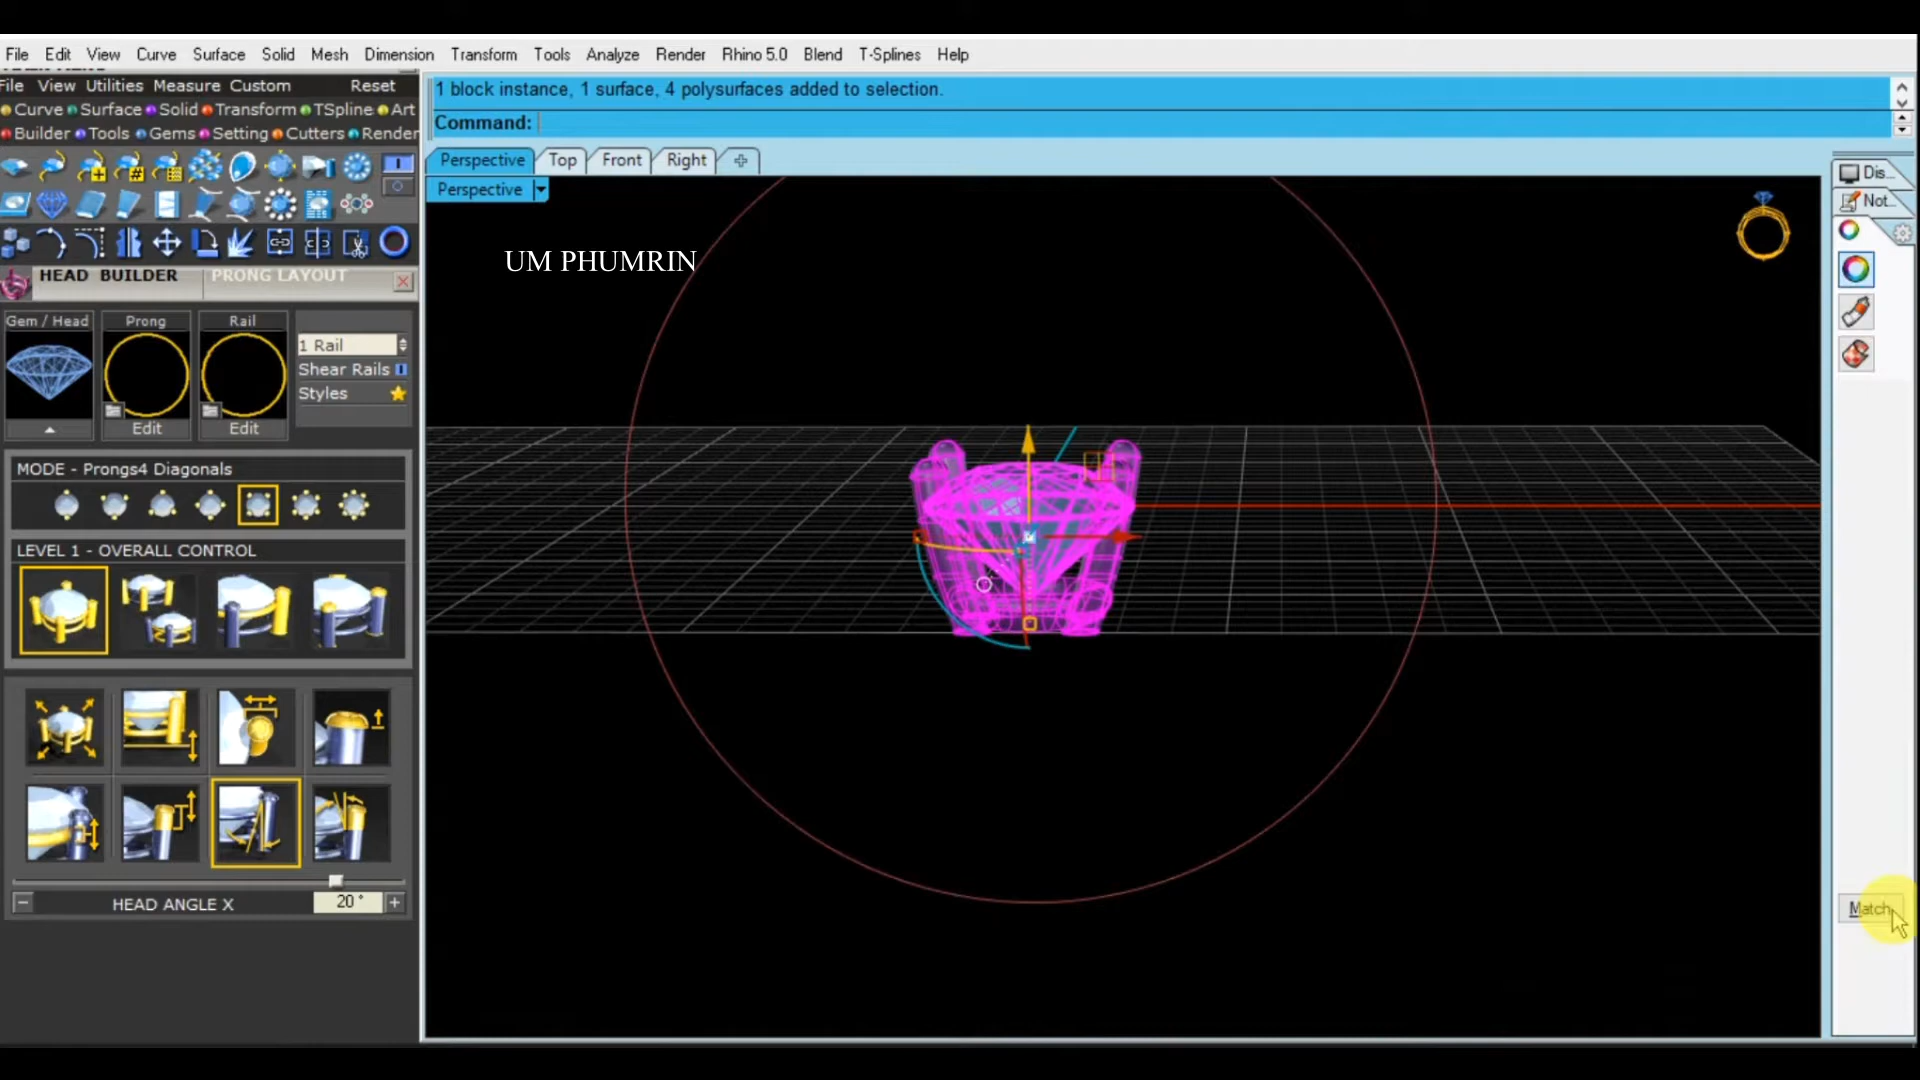 File Edit View Curve Surface Solid Mesh Dimension Transform Tools Analyze Render Rhino 5.0 Blend T-Splines Help
File View Utilities Measure Custom Reset
Curve Surface Solid Transform TSpline Art
Builder Tools Gems Setting Cutters Render
1 block instance, 1 surface, 4 polysurfaces added to selection.
Command:
Perspective Top Front Right
Perspective
UM PHUMRIN
Dis...
Not...
HEAD BUILDER PRONG LAYOUT
Gem / Head Prong Rail
1 Rail
Shear Rails
Styles
Edit Edit
MODE - Prongs4 Diagonals
LEVEL 1 - OVERALL CONTROL
HEAD ANGLE X 20 °
Match